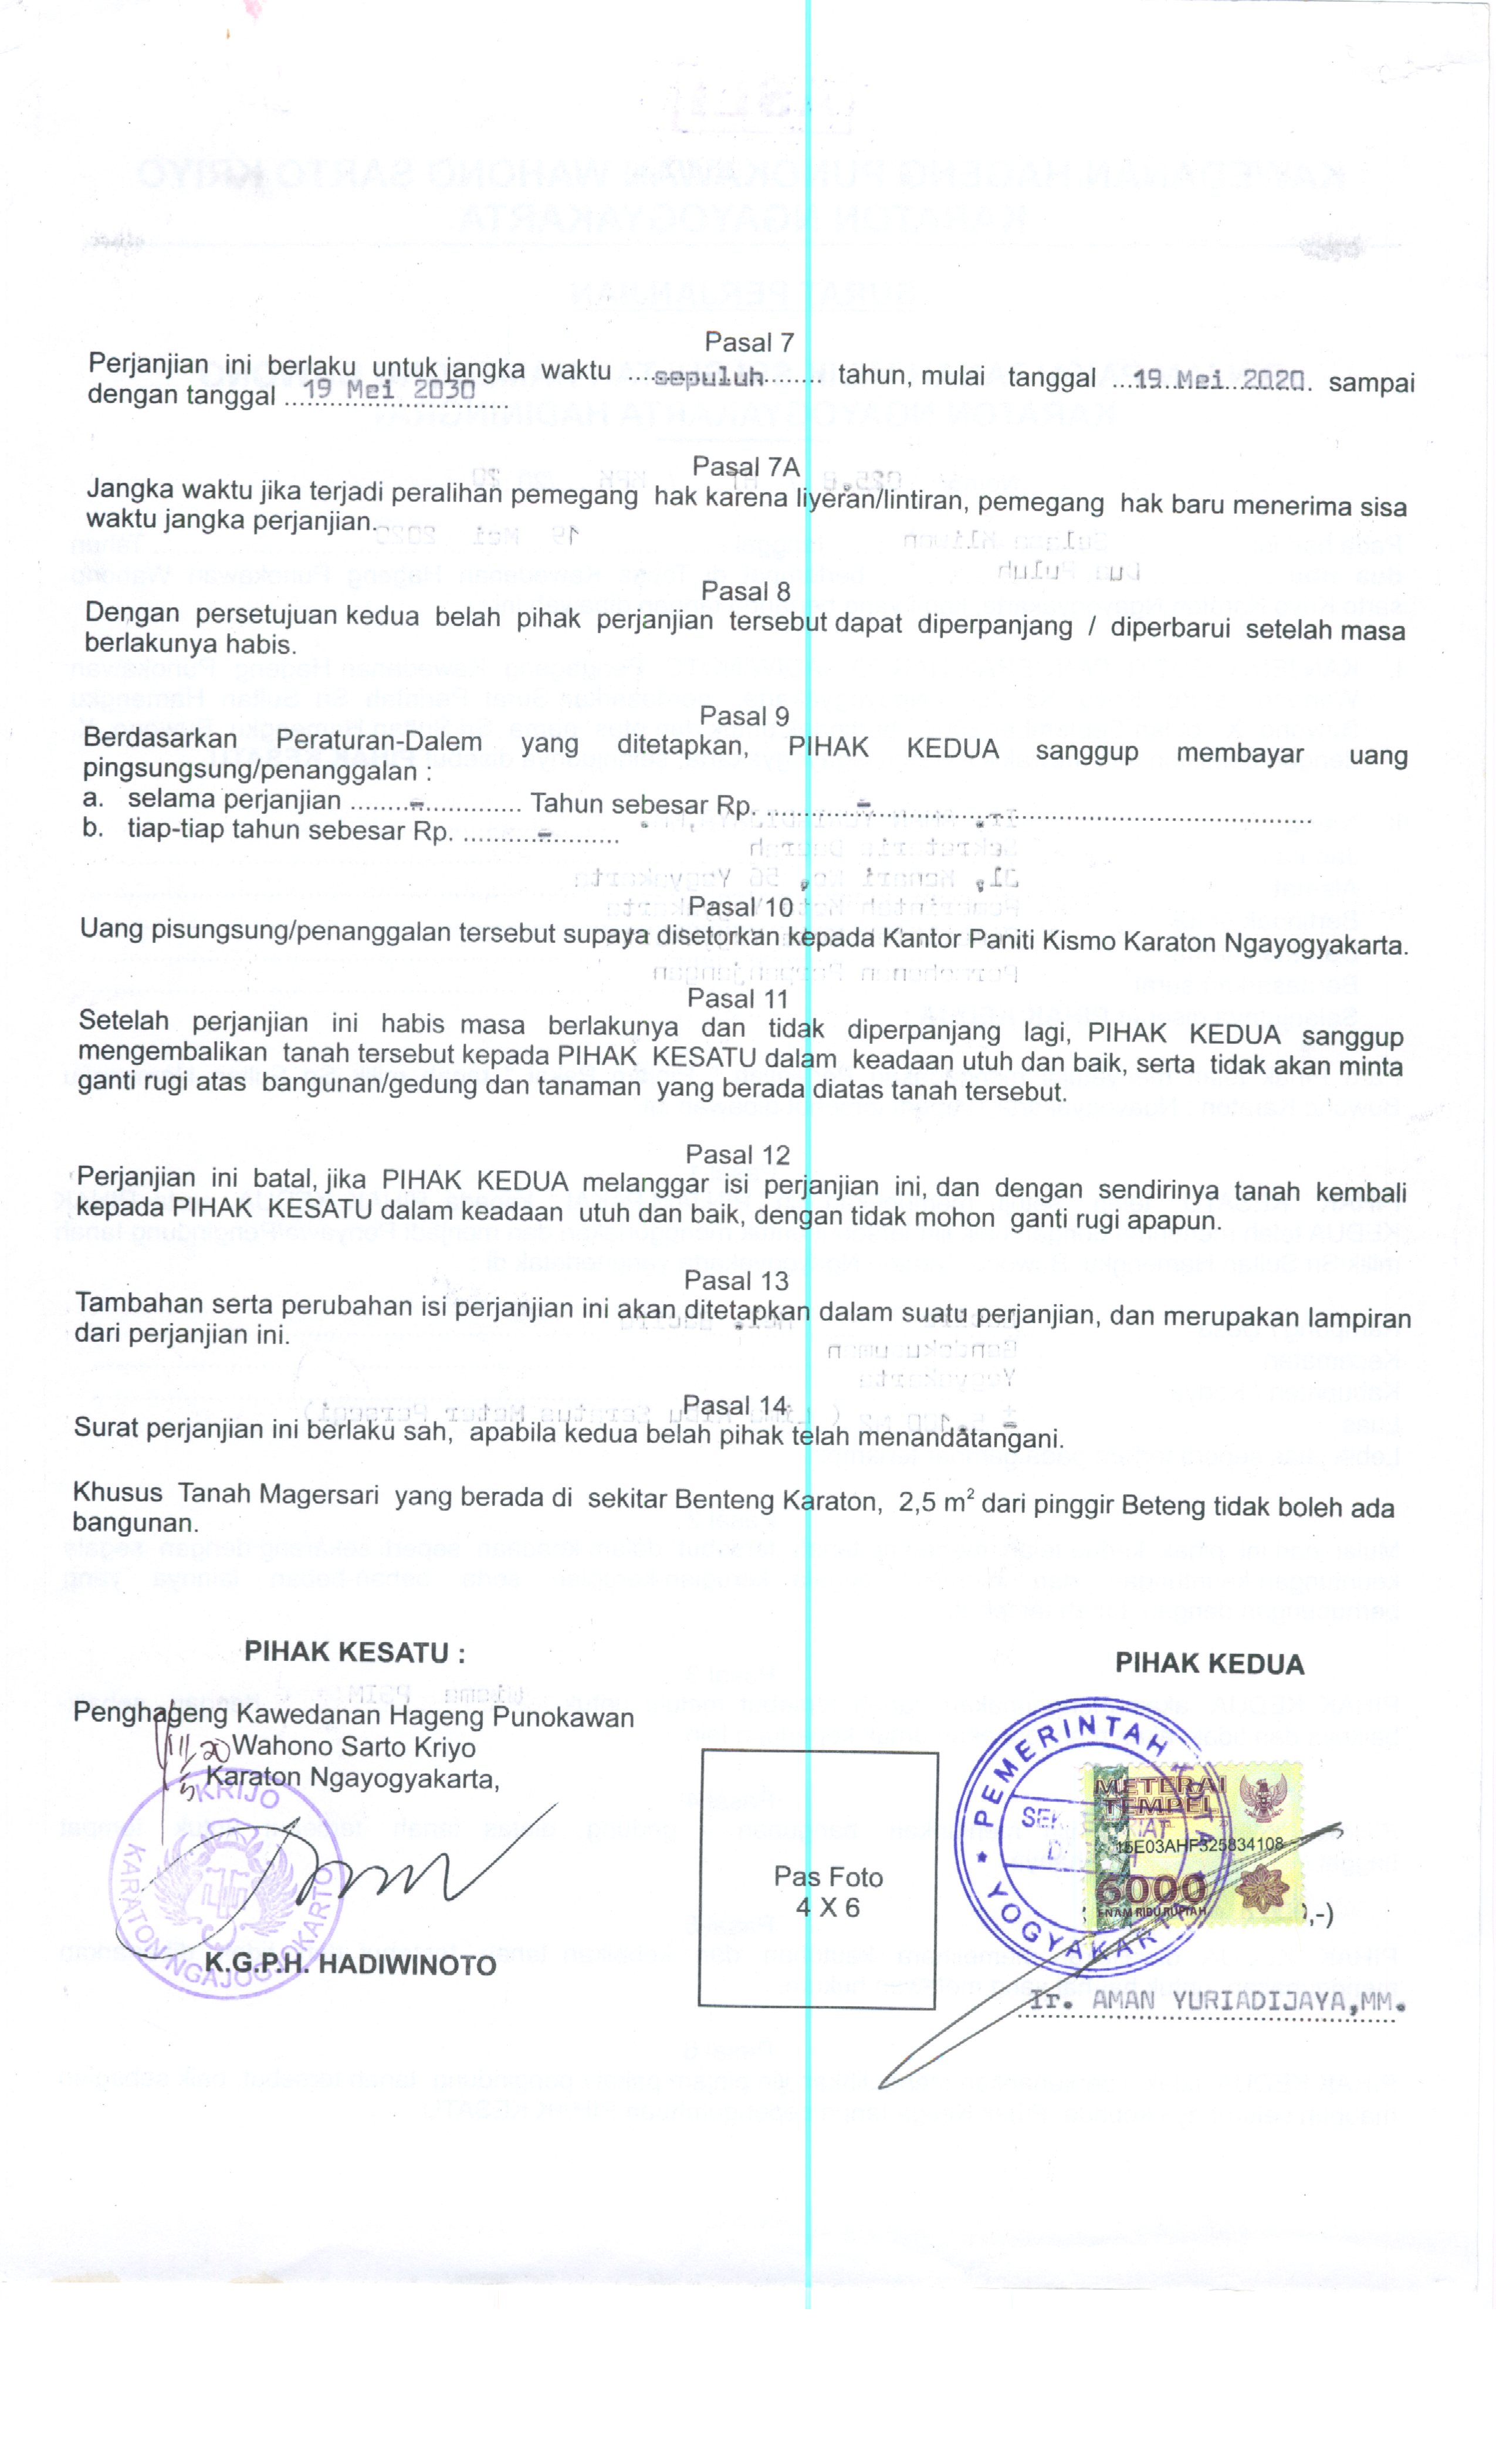 Pasal 7
Perjanjian ini berlaku untuk jangka waktu ...sepuluh........ tahun, mulai tanggal ...19 Mei 2020. sampai
dengan tanggal ...19 Mei 2030....
Pasal 7A
Jangka waktu jika terjadi peralihan pemegang hak karena liyeran/lintiran, pemegang hak baru menerima sisa
waktu jangka perjanjian.
Pasal 8
Dengan persetujuan kedua belah pihak perjanjian tersebut dapat diperpanjang / diperbarui setelah masa
berlakunya habis.
Pasal 9
Berdasarkan Peraturan-Dalem yang ditetapkan, PIHAK KEDUA sanggup membayar uang
pingsungsung/penanggalan :
a. selama perjanjian ........-............. Tahun sebesar Rp. .............-..............................................................
b. tiap-tiap tahun sebesar Rp. ..........-..........
Pasal 10
Uang pisungsung/penanggalan tersebut supaya disetorkan kepada Kantor Paniti Kismo Karaton Ngayogyakarta.
Pasal 11
Setelah perjanjian ini habis masa berlakunya dan tidak diperpanjang lagi, PIHAK KEDUA sanggup
mengembalikan tanah tersebut kepada PIHAK KESATU dalam keadaan utuh dan baik, serta tidak akan minta
ganti rugi atas bangunan/gedung dan tanaman yang berada diatas tanah tersebut.
Pasal 12
Perjanjian ini batal, jika PIHAK KEDUA melanggar isi perjanjian ini, dan dengan sendirinya tanah kembali
kepada PIHAK KESATU dalam keadaan utuh dan baik, dengan tidak mohon ganti rugi apapun.
Pasal 13
Tambahan serta perubahan isi perjanjian ini akan ditetapkan dalam suatu perjanjian, dan merupakan lampiran
dari perjanjian ini.
Pasal 14
Surat perjanjian ini berlaku sah, apabila kedua belah pihak telah menandatangani.
Khusus Tanah Magersari yang berada di sekitar Benteng Karaton, 2,5 m² dari pinggir Beteng tidak boleh ada
bangunan.
PIHAK KESATU :
Penghageng Kawedanan Hageng Punokawan
Wahono Sarto Kriyo
Karaton Ngayogyakarta,
KRIJO
KARATON NGAJOGYOKARTO
K.G.P.H. HADIWINOTO
Pas Foto
4 X 6
PIHAK KEDUA
PEMERINTAH KOTA
YOGYAKARTA
METERAI
TEMPEL
15E03AHF325834108
6000
ENAM RIBU RUPIAH
,-)
Ir. AMAN YURIADIJAYA,MM.